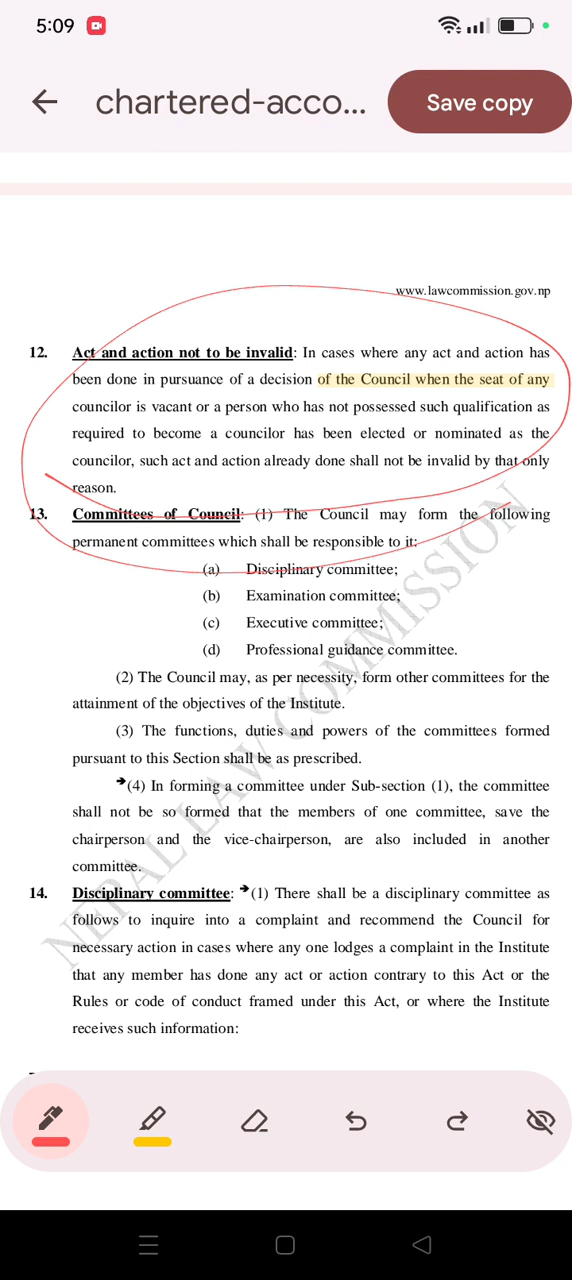 5:09
chartered-acco...
Save copy
www.lawcommission.gov.np
12. Act and action not to be invalid: In cases where any act and action has
been done in pursuance of a decision of the Council when the seat of any
councilor is vacant or a person who has not possessed such qualification as
required to become a councilor has been elected or nominated as the
councilor, such act and action already done shall not be invalid by that only
reason.
13. Committees of Council: (1) The Council may form the following
permanent committees which shall be responsible to it:
(a) Disciplinary committee;
(b) Examination committee;
(c) Executive committee;
(d) Professional guidance committee.
(2) The Council may, as per necessity, form other committees for the
attainment of the objectives of the Institute.
(3) The functions, duties and powers of the committees formed
pursuant to this Section shall be as prescribed.
(4) In forming a committee under Sub-section (1), the committee
shall not be so formed that the members of one committee, save the
chairperson and the vice-chairperson, are also included in another
committee.
14. Disciplinary committee: (1) There shall be a disciplinary committee as
follows to inquire into a complaint and recommend the Council for
necessary action in cases where any one lodges a complaint in the Institute
that any member has done any act or action contrary to this Act or the
Rules or code of conduct framed under this Act, or where the Institute
receives such information:
NEPAL LAW COMMISSION